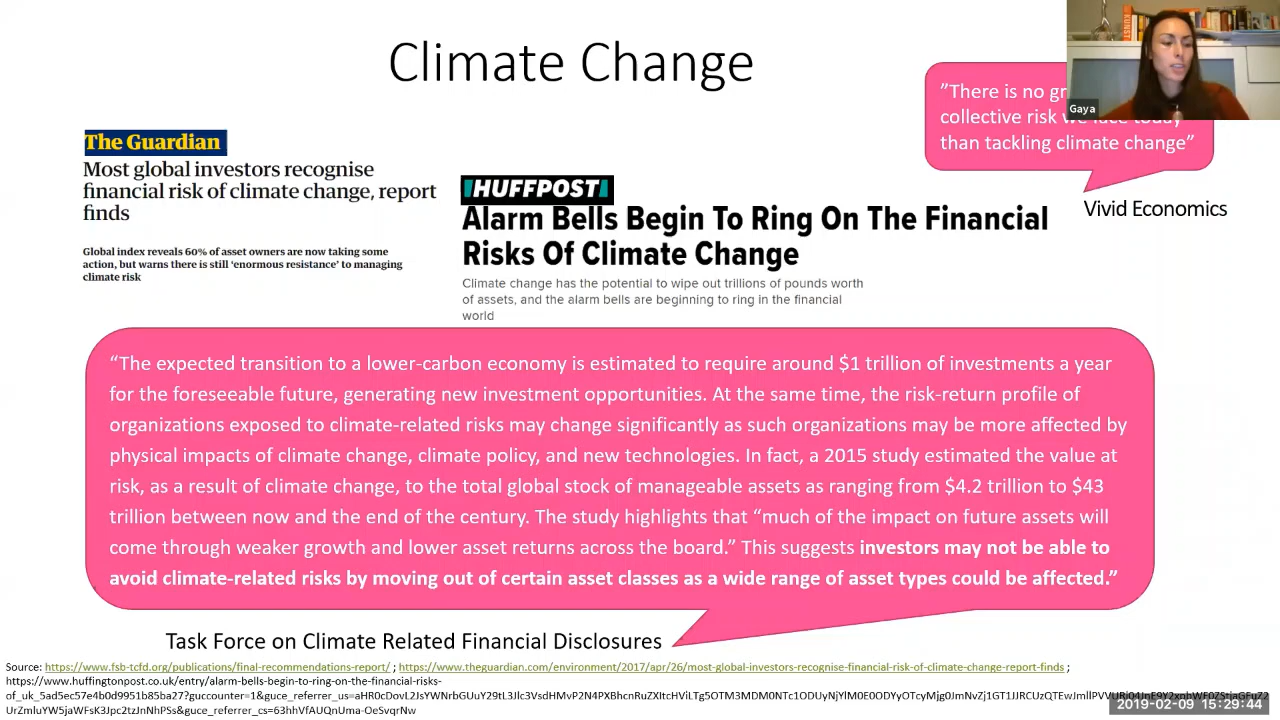 Climate Change
"There is no
collective risk we face today
than tackling climate change"
Gaya
KUNST
Vivid Economics
The Guardian
Most global investors recognise
financial risk of climate change, report
finds
Global index reveals 60% of asset owners are now taking some
action, but warns there is still ‘enormous resistance’ to managing
climate risk
HUFFPOST
Alarm Bells Begin To Ring On The Financial
Risks Of Climate Change
Climate change has the potential to wipe out trillions of pounds worth
of assets, and the alarm bells are beginning to ring in the financial
world
“The expected transition to a lower-carbon economy is estimated to require around $1 trillion of investments a year
for the foreseeable future, generating new investment opportunities. At the same time, the risk-return profile of
organizations exposed to climate-related risks may change significantly as such organizations may be more affected by
physical impacts of climate change, climate policy, and new technologies. In fact, a 2015 study estimated the value at
risk, as a result of climate change, to the total global stock of manageable assets as ranging from $4.2 trillion to $43
trillion between now and the end of the century. The study highlights that “much of the impact on future assets will
come through weaker growth and lower asset returns across the board.” This suggests investors may not be able to
avoid climate-related risks by moving out of certain asset classes as a wide range of asset types could be affected.”
Task Force on Climate Related Financial Disclosures
Source: https://www.fsb-tcfd.org/publications/final-recommendations-report/ ; https://www.theguardian.com/environment/2017/apr/26/most-global-investors-recognise-financial-risk-of-climate-change-report-finds ;
https://www.huffingtonpost.co.uk/entry/alarm-bells-begin-to-ring-on-the-financial-risks-
2019-02-09 15:29:44